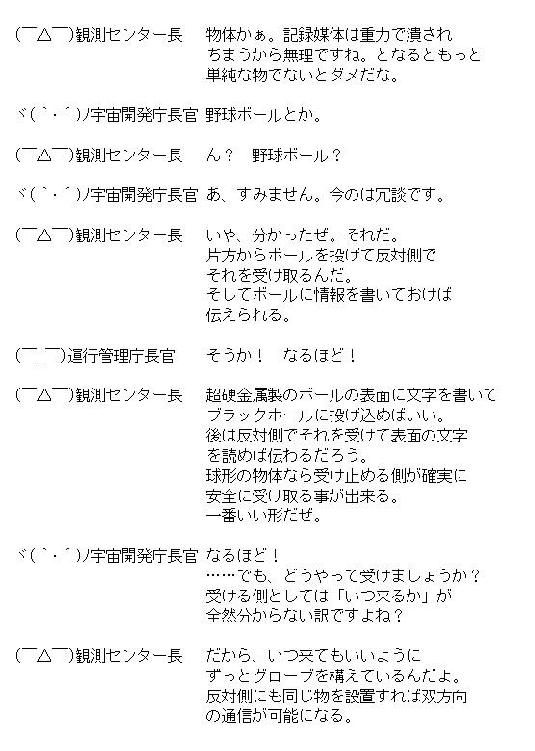 (￣△￣)観測センター長　物体かぁ。記録媒体は重力で潰され
ちまうから無理ですね。となるともっと
単純な物でないとダメだな。
ヾ(｀・´)ﾉ宇宙開発庁長官 野球ボールとか。
(￣△￣)観測センター長　ん？　野球ボール？
ヾ(｀・´)ﾉ宇宙開発庁長官 あ、すみません。今のは冗談です。
(￣△￣)観測センター長　いや、分かったぜ。それだ。
片方からボールを投げて反対側で
それを受け取るんだ。
そしてボールに情報を書いておけば
伝えられる。
(￣ ￣)運行管理庁長官　そうか！　なるほど！
(￣△￣)観測センター長　超硬金属製のボールの表面に文字を書いて
ブラックホールに投げ込めばいい。
後は反対側でそれを受けて表面の文字
を読めば伝わるだろう。
球形の物体なら受け止める側が確実に
安全に受け取る事が出来る。
一番いい形だぜ。
ヾ(｀・´)ﾉ宇宙開発庁長官 なるほど！
……でも、どうやって受けましょうか？
受ける側としては「いつ来るか」が
全然分からない訳ですよね？
(￣△￣)観測センター長　だから、いつ来てもいいように
ずっとグローブを構えているんだよ。
反対側にも同じ物を設置すれば双方向
の通信が可能になる。